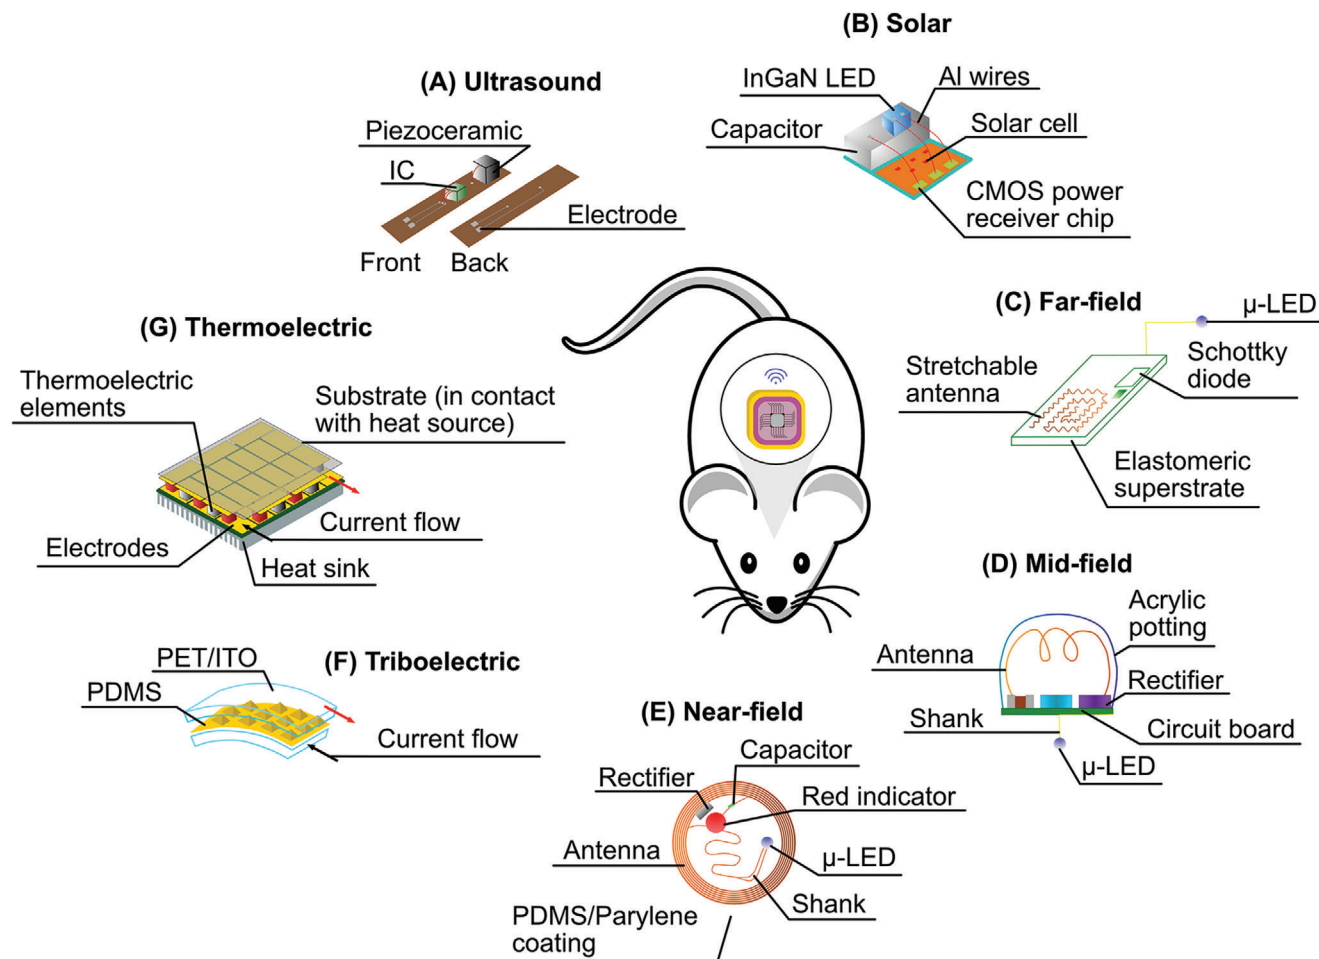 (B) Solar
InGaN LED
Al wires
Capacitor
Solar cell
CMOS power
receiver chip
(A) Ultrasound
Piezoceramic
IC
Electrode
Front
Back
(C) Far-field
μ-LED
Stretchable
antenna
Schottky
diode
Elastomeric
superstrate
(G) Thermoelectric
Thermoelectric
elements
Substrate (in contact
with heat source)
Current flow
Electrodes
Heat sink
(D) Mid-field
Acrylic
potting
Antenna
Rectifier
Shank
Circuit board
μ-LED
(F) Triboelectric
PET/ITO
PDMS
Current flow
(E) Near-field
Capacitor
Rectifier
Red indicator
Antenna
μ-LED
Shank
PDMS/Parylene
coating